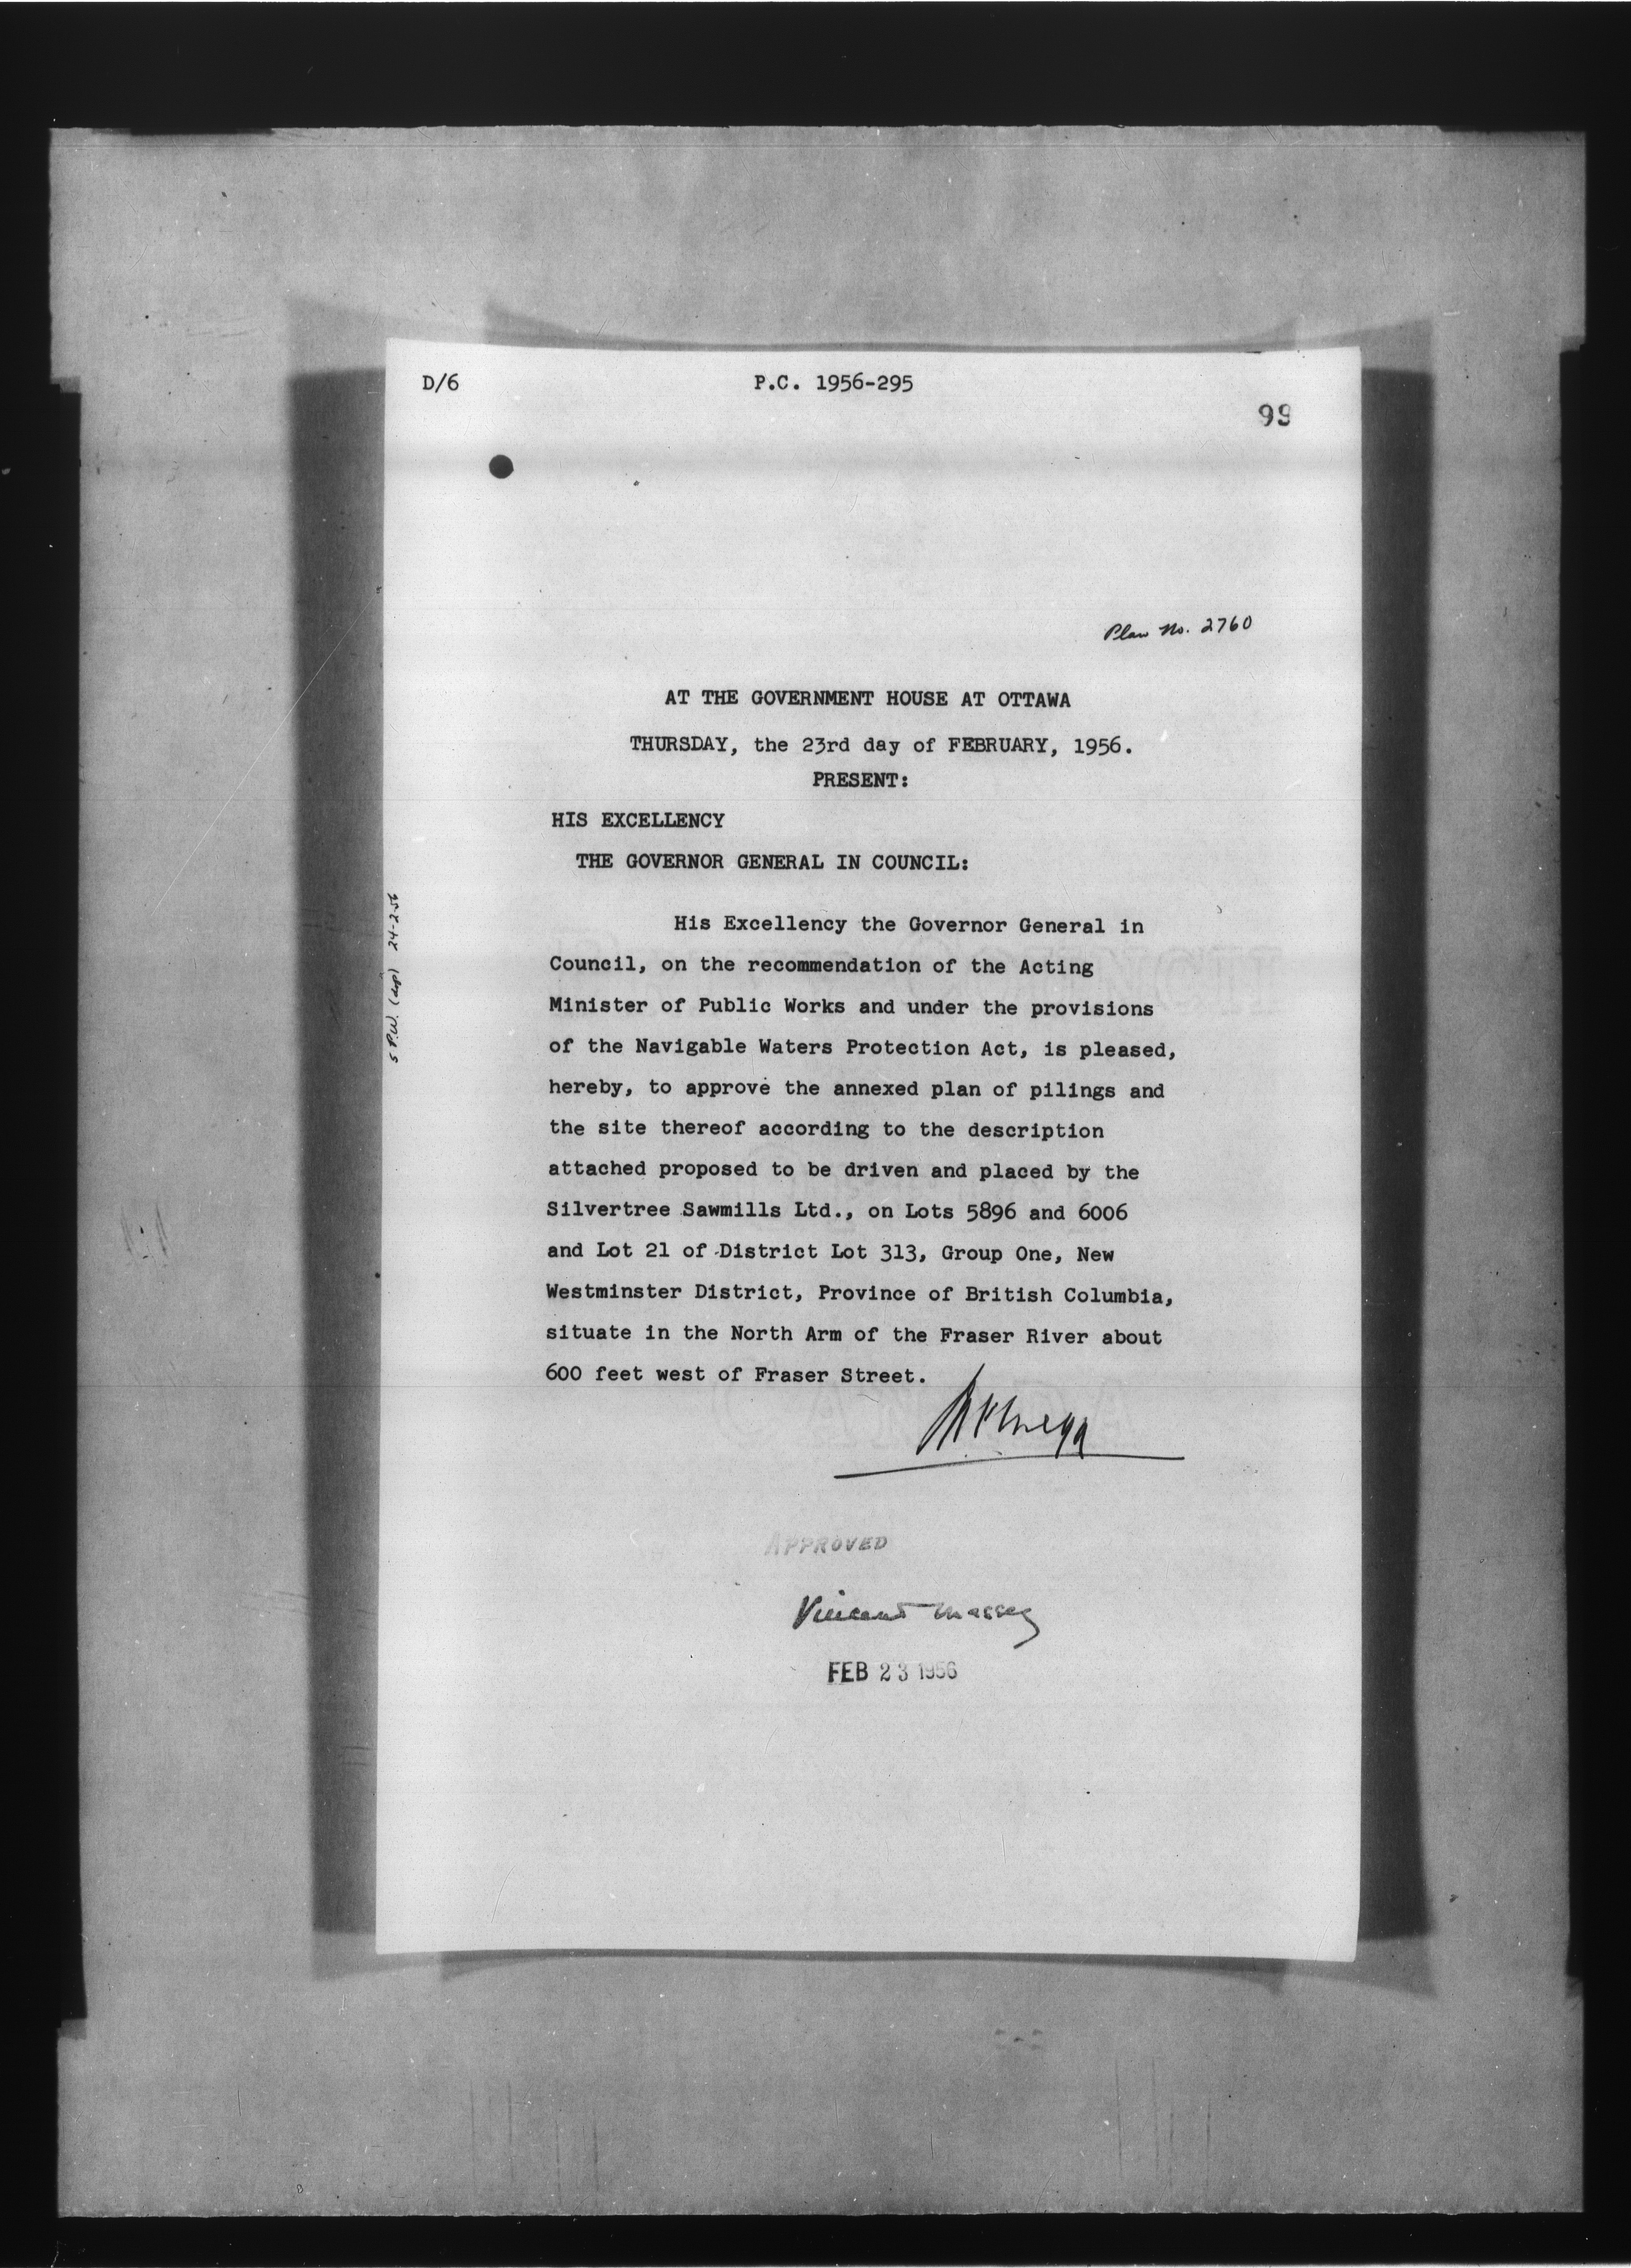 D/6
P.C. 1956-295
99
Plan No. 2760
AT THE GOVERNMENT HOUSE AT OTTAWA
THURSDAY, the 23rd day of FEBRUARY, 1956.
PRESENT:
HIS EXCELLENCY
THE GOVERNOR GENERAL IN COUNCIL:
5 P.W. (dup) 24-2-56
His Excellency the Governor General in
Council, on the recommendation of the Acting
Minister of Public Works and under the provisions
of the Navigable Waters Protection Act, is pleased,
hereby, to approve the annexed plan of pilings and
the site thereof according to the description
attached proposed to be driven and placed by the
Silvertree Sawmills Ltd., on Lots 5896 and 6006
and Lot 21 of District Lot 313, Group One, New
Westminster District, Province of British Columbia,
situate in the North Arm of the Fraser River about
600 feet west of Fraser Street.
APPROVED
Vincent Massey
FEB 23 1956